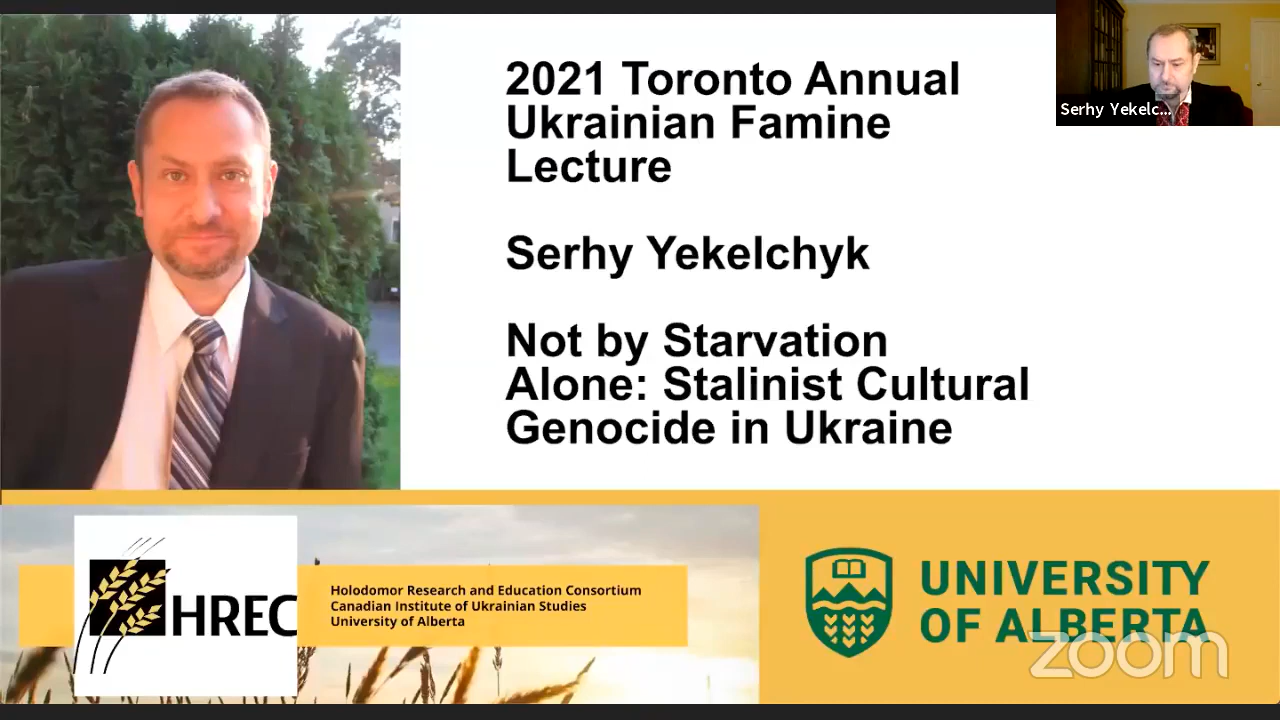 2021 Toronto Annual
Ukrainian Famine
Lecture
Serhy Yekelchyk
Not by Starvation
Alone: Stalinist Cultural
Genocide in Ukraine
Serhy Yekelc...
HREC
Holodomor Research and Education Consortium
Canadian Institute of Ukrainian Studies
University of Alberta
UNIVERSITY
OF ALBERTA
zoom